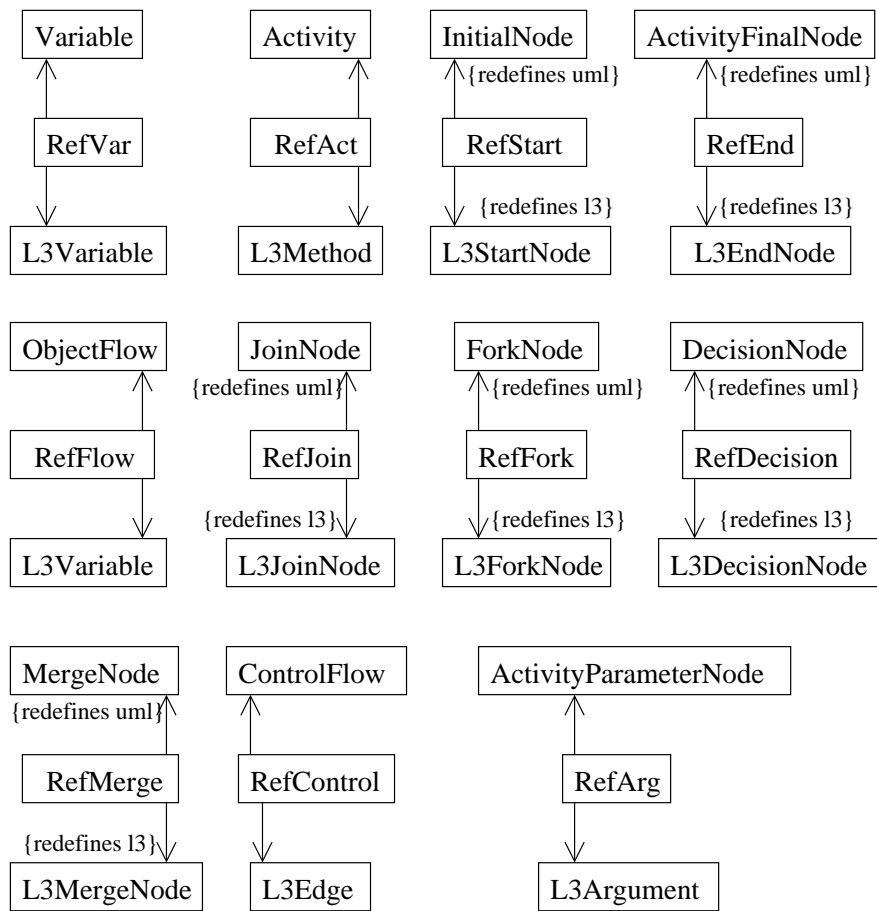 Variable
Activity
InitialNode
ActivityFinalNode
{redefines uml}
{redefines uml}
RefVar
RefAct
RefStart
RefEnd
{redefines l3}
{redefines l3}
L3Variable
L3Method
L3StartNode
L3EndNode
ObjectFlow
JoinNode
ForkNode
DecisionNode
{redefines uml}
{redefines uml}
{redefines uml}
RefFlow
RefJoin
RefFork
RefDecision
{redefines l3}
{redefines l3}
{redefines l3}
L3Variable
L3JoinNode
L3ForkNode
L3DecisionNode
MergeNode
ControlFlow
ActivityParameterNode
{redefines uml}
RefMerge
RefControl
RefArg
{redefines l3}
L3MergeNode
L3Edge
L3Argument